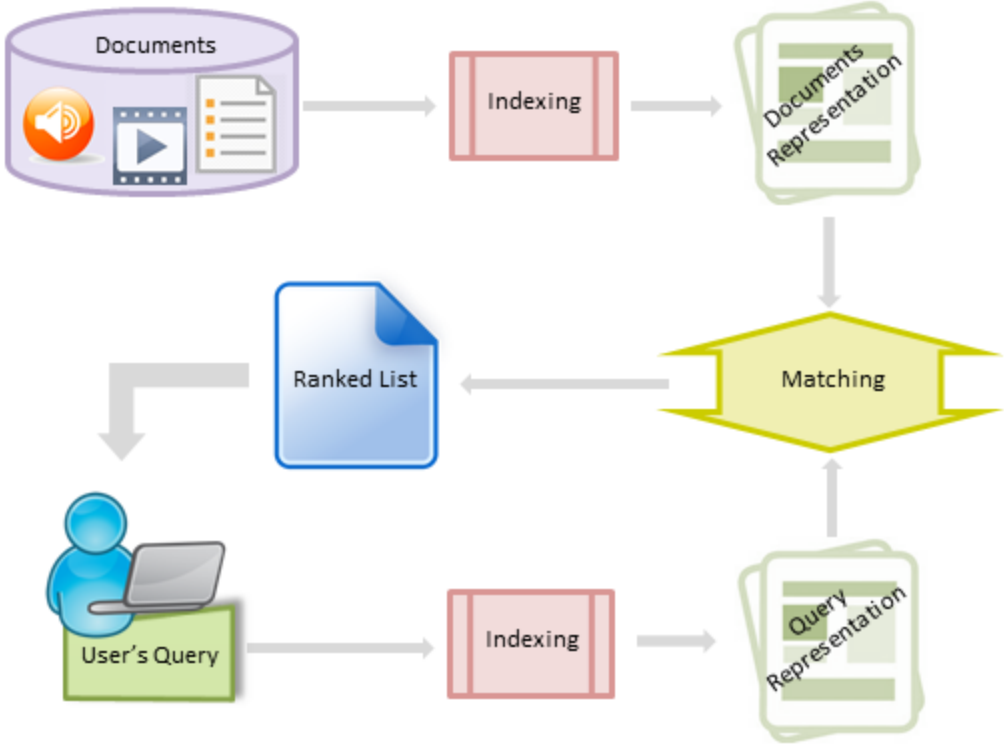 Documents
Indexing
Documents
Representation
Ranked List
Matching
User's Query
Indexing
Query
Representation